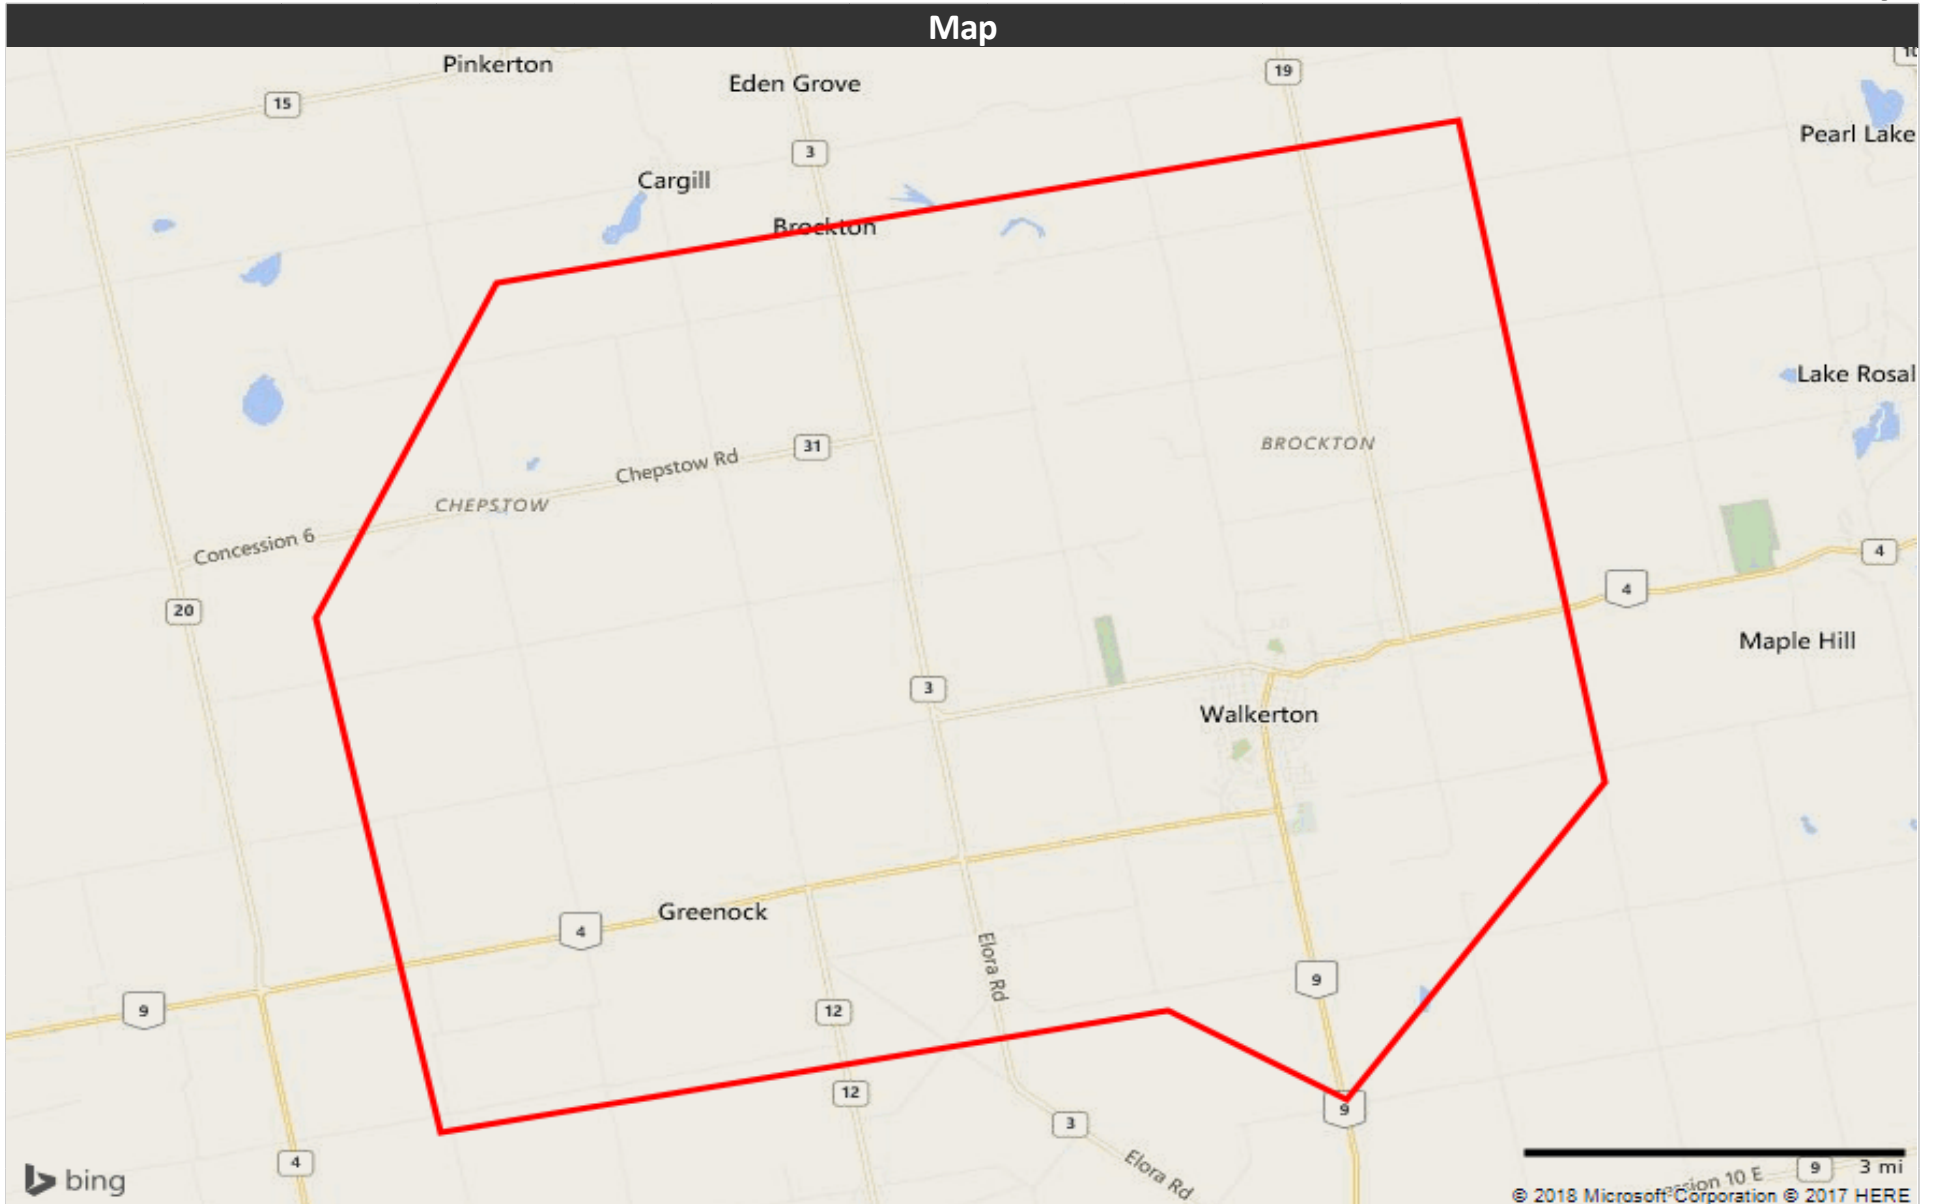 Map
Pinkerton
Eden Grove
19
15
Pearl Lake
3
Cargill
Brockton
Lake Rosal
31
BROCKTON
Chepstow Rd
CHEPSTOW
Concession 6
4
4
20
Maple Hill
3
Walkerton
Greenock
4
Elora Rd
9
9
12
12
9
3
4
Elora Rd
9
3 mi
bing
© 2018 Microsoft Corporation © 2017 HERE